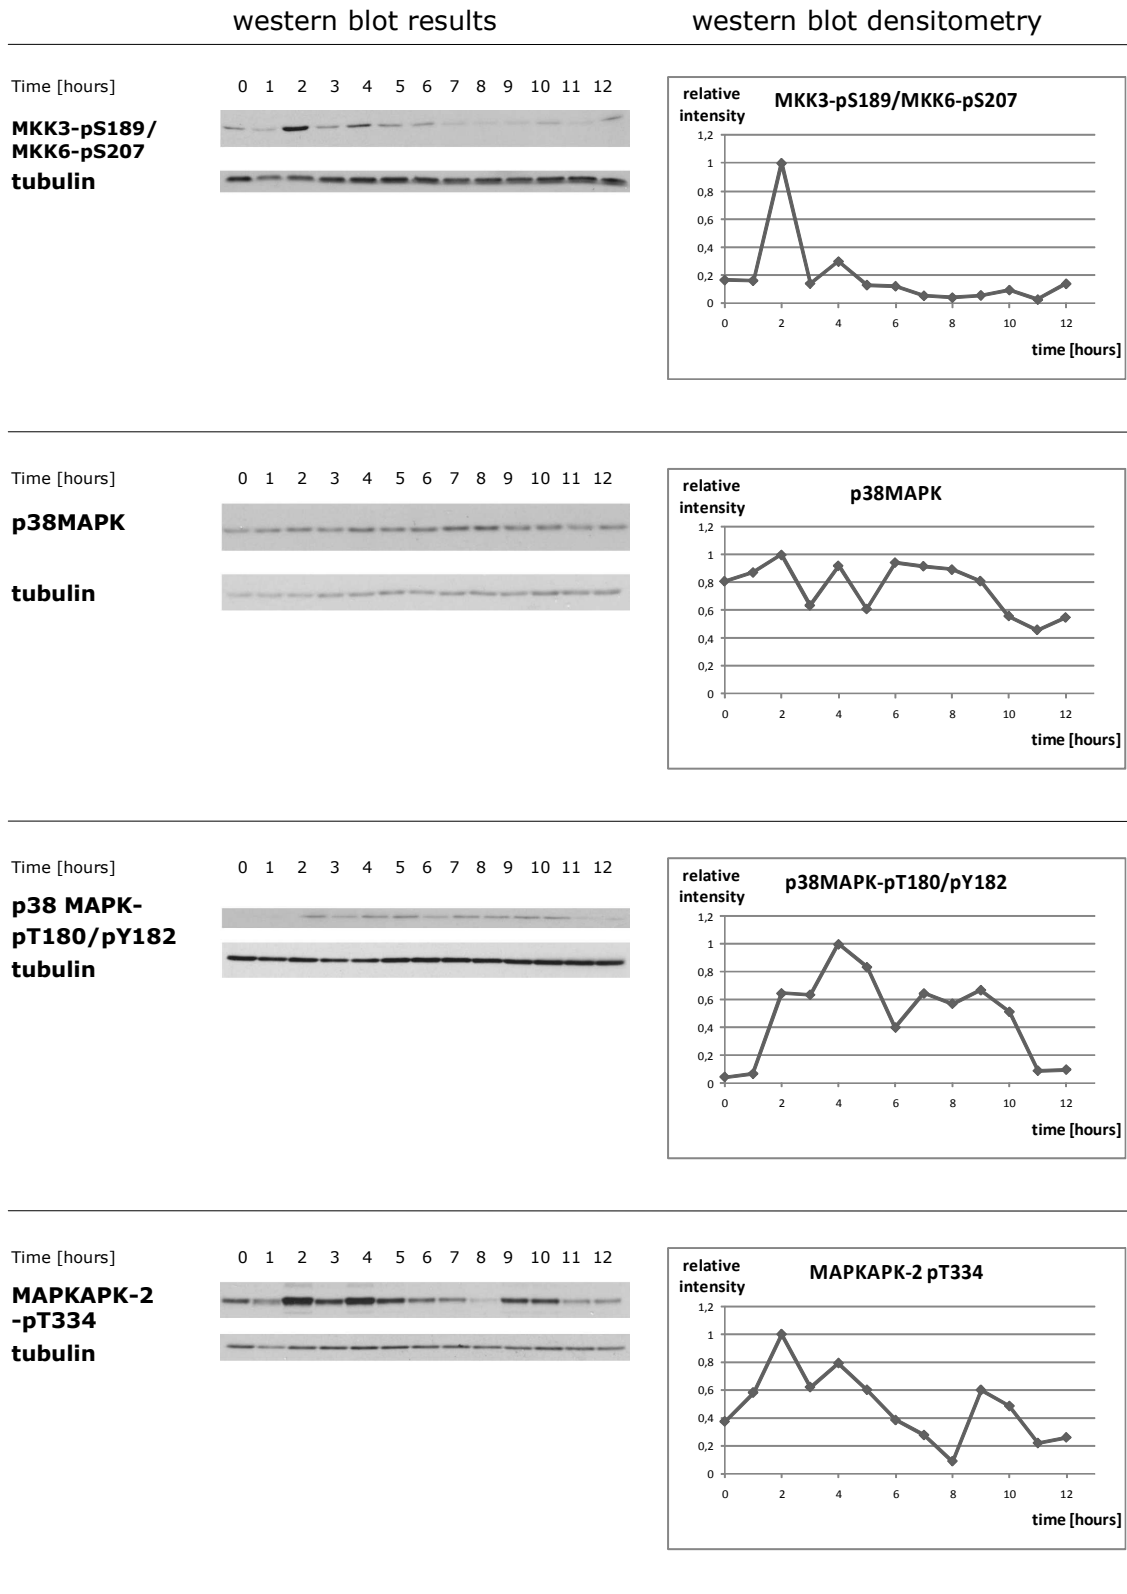 western blot results western blot densitometry
Time [hours] 0 1 2 3 4 5 6 7 8 9 10 11 12
MKK3-pS189/
MKK6-pS207
tubulin
relative
intensity
MKK3-pS189/MKK6-pS207
1,2
1
0,8
0,6
0,4
0,2
0
0 2 4 6 8 10 12
time [hours]
Time [hours] 0 1 2 3 4 5 6 7 8 9 10 11 12
p38MAPK
tubulin
relative
intensity
p38MAPK
1,2
1
0,8
0,6
0,4
0,2
0
0 2 4 6 8 10 12
time [hours]
Time [hours] 0 1 2 3 4 5 6 7 8 9 10 11 12
p38 MAPK-
pT180/pY182
tubulin
relative
intensity
p38MAPK-pT180/pY182
1,2
1
0,8
0,6
0,4
0,2
0
0 2 4 6 8 10 12
time [hours]
Time [hours] 0 1 2 3 4 5 6 7 8 9 10 11 12
MAPKAPK-2
-pT334
tubulin
relative
intensity
MAPKAPK-2 pT334
1,2
1
0,8
0,6
0,4
0,2
0
0 2 4 6 8 10 12
time [hours]